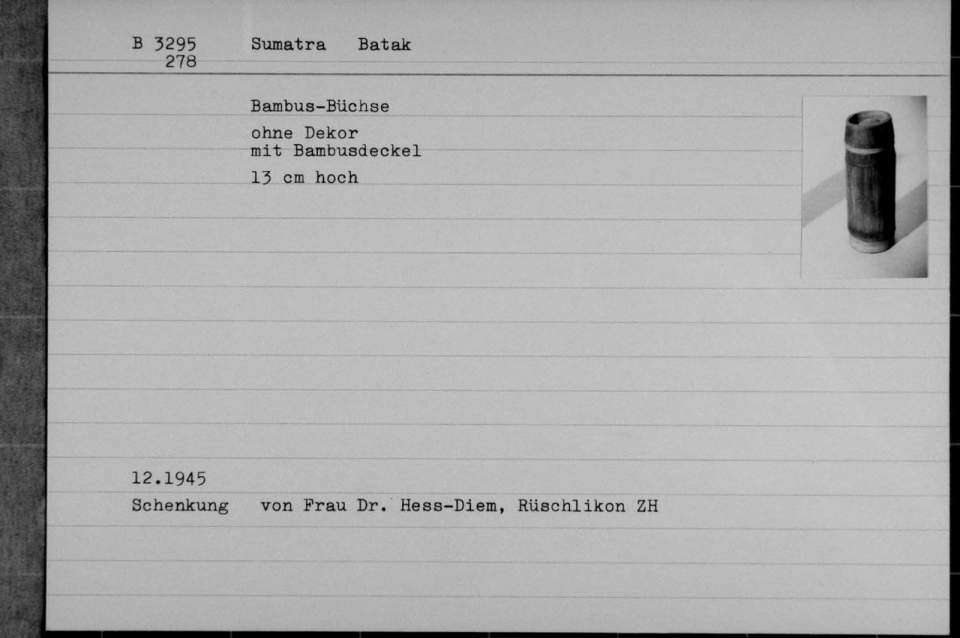 B 3295 Sumatra Batak
278
Bambus-Büchse
ohne Dekor
mit Bambusdeckel
13 cm hoch
12.1945
Schenkung von Frau Dr. Hess-Diem, Rüschlikon ZH